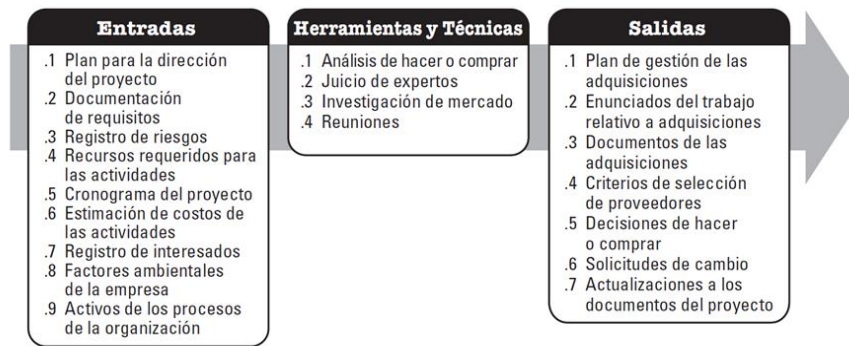 Entradas
.1 Plan para la dirección
del proyecto
.2 Documentación
de requisitos
.3 Registro de riesgos
.4 Recursos requeridos para
las actividades
.5 Cronograma del proyecto
.6 Estimación de costos de
las actividades
.7 Registro de interesados
.8 Factores ambientales
de la empresa
.9 Activos de los procesos
de la organización
Herramientas y Técnicas
.1 Análisis de hacer o comprar
.2 Juicio de expertos
.3 Investigación de mercado
.4 Reuniones
Salidas
.1 Plan de gestión de las
adquisiciones
.2 Enunciados del trabajo
relativo a adquisiciones
.3 Documentos de las
adquisiciones
.4 Criterios de selección
de proveedores
.5 Decisiones de hacer
o comprar
.6 Solicitudes de cambio
.7 Actualizaciones a los
documentos del proyecto